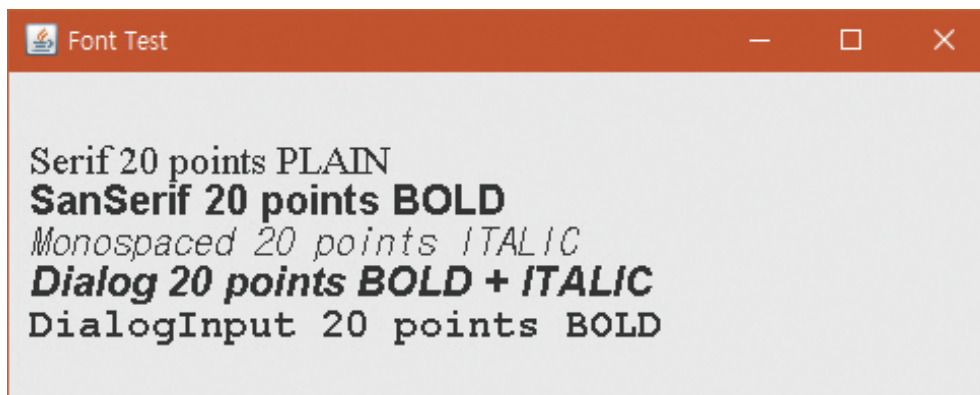 Font Test
Serif 20 points PLAIN
SanSerif 20 points BOLD
Monospaced 20 points ITALIC
Dialog 20 points BOLD + ITALIC
DialogInput 20 points BOLD